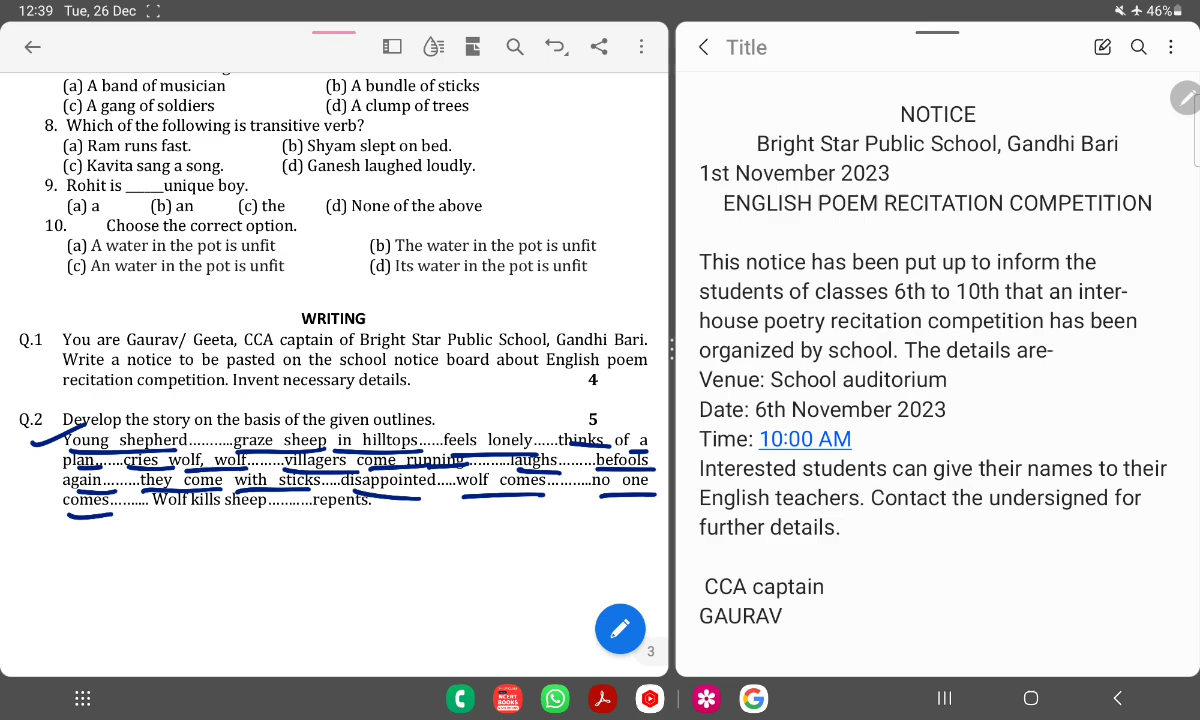 12:39 Tue, 26 Dec
46%
(a) A band of musician (b) A bundle of sticks
(c) A gang of soldiers (d) A clump of trees
8. Which of the following is transitive verb?
(a) Ram runs fast. (b) Shyam slept on bed.
(c) Kavita sang a song. (d) Ganesh laughed loudly.
9. Rohit is _____unique boy.
(a) a (b) an (c) the (d) None of the above
10. Choose the correct option.
(a) A water in the pot is unfit (b) The water in the pot is unfit
(c) An water in the pot is unfit (d) Its water in the pot is unfit
WRITING
Q.1 You are Gaurav/ Geeta, CCA captain of Bright Star Public School, Gandhi Bari.
Write a notice to be pasted on the school notice board about English poem
recitation competition. Invent necessary details. 4
Q.2 Develop the story on the basis of the given outlines. 5
Young shepherd...........graze sheep in hilltops......feels lonely......thinks of a
plan.......cries wolf, wolf.........villagers come running...........laughs........befools
again.........they come with sticks.....disappointed.....wolf comes...........no one
comes.......... Wolf kills sheep...........repents.
3
Title
NOTICE
Bright Star Public School, Gandhi Bari
1st November 2023
ENGLISH POEM RECITATION COMPETITION
This notice has been put up to inform the
students of classes 6th to 10th that an inter-
house poetry recitation competition has been
organized by school. The details are-
Venue: School auditorium
Date: 6th November 2023
Time: 10:00 AM
Interested students can give their names to their
English teachers. Contact the undersigned for
further details.
CCA captain
GAURAV